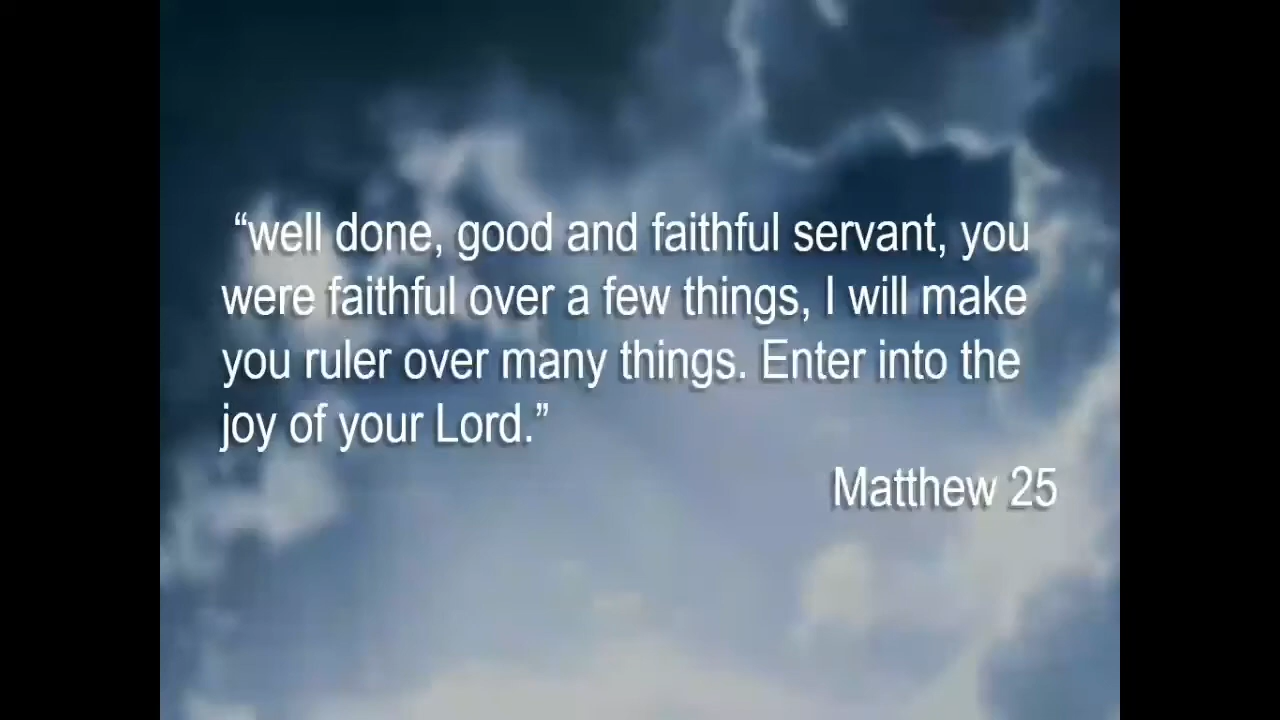 “well done, good and faithful servant, you
were faithful over a few things, I will make
you ruler over many things. Enter into the
joy of your Lord.”
Matthew 25